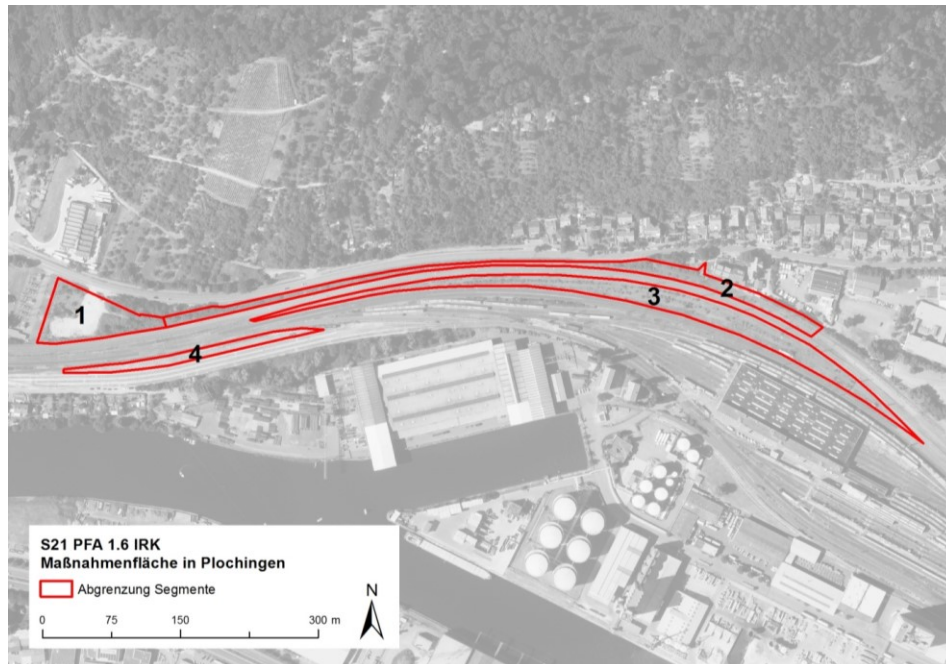 1
2
3
4
S21 PFA 1.6 IRK
Maßnahmenfläche in Plochingen
Abgrenzung Segmente
N
0 75 150 300 m